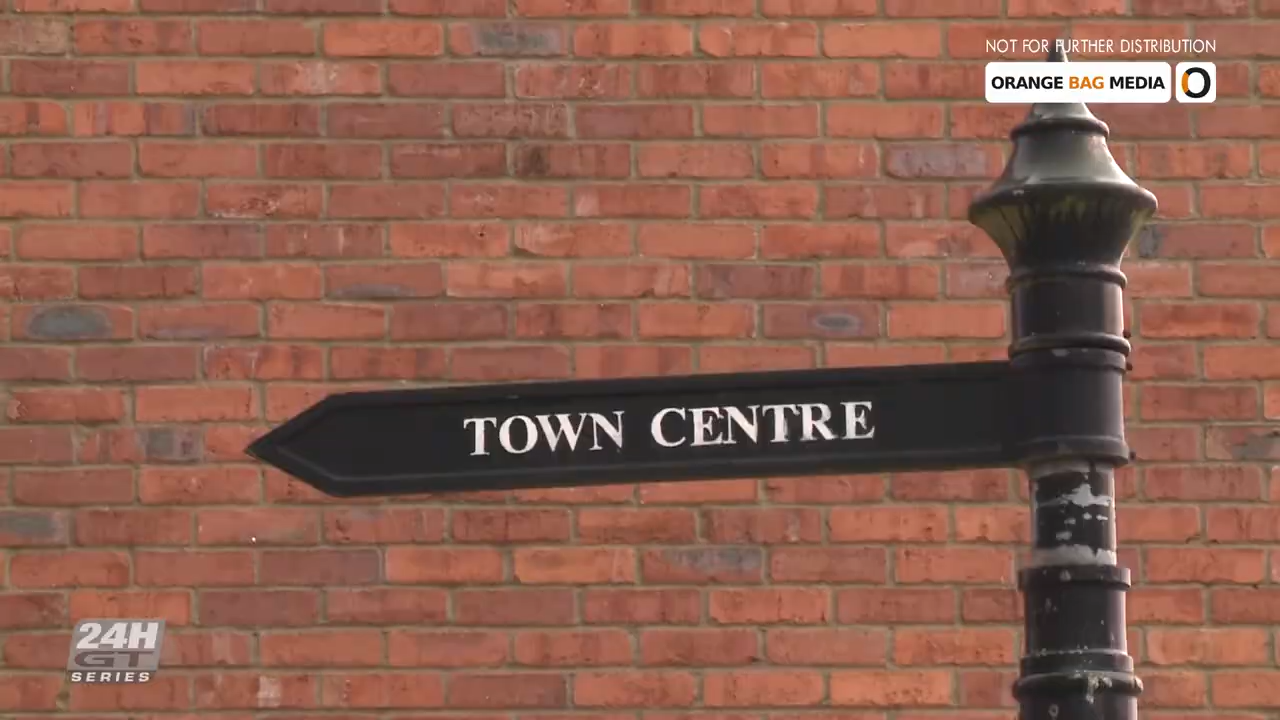 NOT FOR FURTHER DISTRIBUTION
ORANGE BAG MEDIA
TOWN CENTRE
24H
GT
SERIES